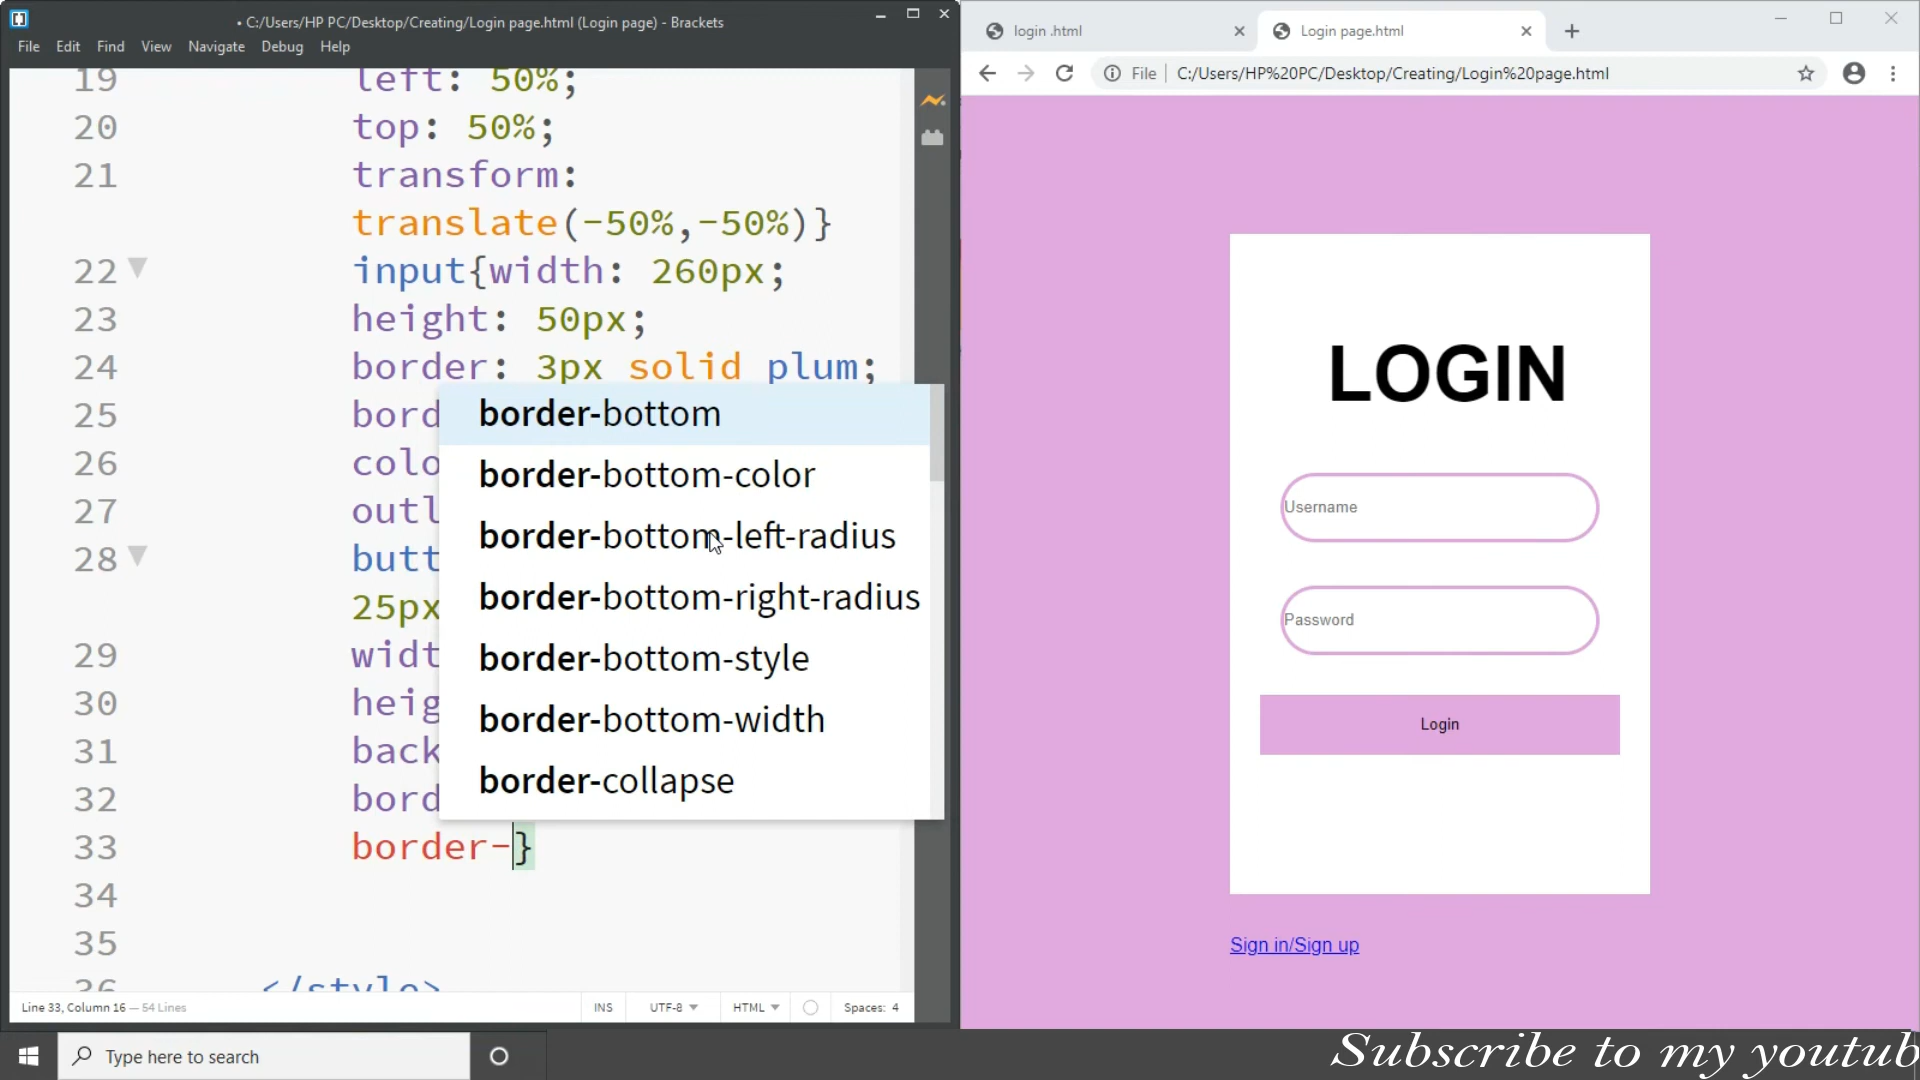 • C:/Users/HP PC/Desktop/Creating/Login page.html (Login page) - Brackets
File Edit Find View Navigate Debug Help
19 left: 50%;
20 top: 50%;
21 transform:
translate(-50%,-50%)}
22 input{width: 260px;
23 height: 50px;
24 border: 3px solid plum;
25 bord
26 colo
27 outl
28 butt
25px
29 widt
30 heig
31 back
32 bord
33 border-}
34
35
36 </style>
border-bottom
border-bottom-color
border-bottom-left-radius
border-bottom-right-radius
border-bottom-style
border-bottom-width
border-collapse
Line 33, Column 16 — 54 Lines INS UTF-8 HTML Spaces: 4
Type here to search
login .html
Login page.html
File C:/Users/HP%20PC/Desktop/Creating/Login%20page.html
LOGIN
Username
Password
Login
Sign in/Sign up
Subscribe to my youtub